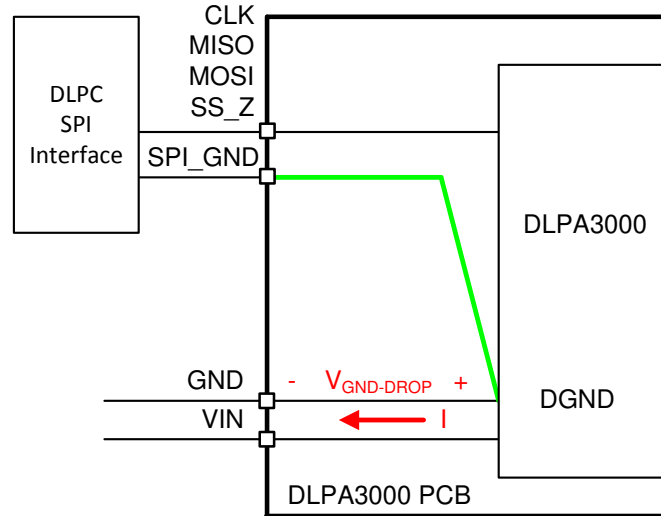 CLK
MISO
MOSI
SS_Z
DLPC
SPI
Interface
SPI_GND
DLPA3000
GND
- VGND-DROP +
VIN
I
DGND
DLPA3000 PCB